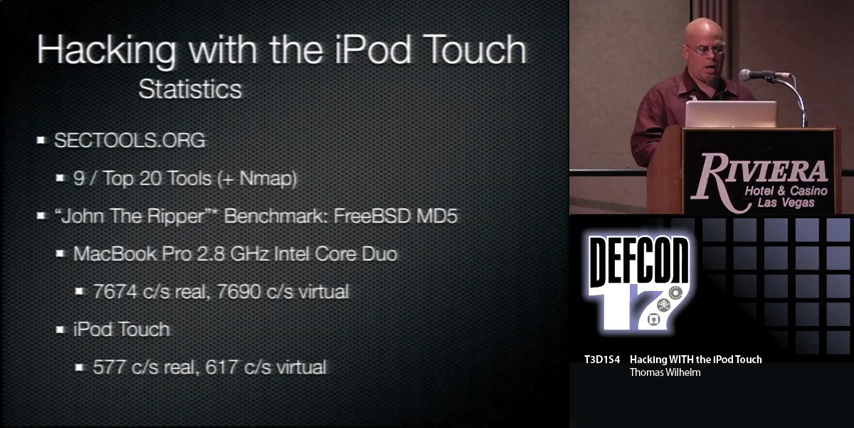 Hacking with the iPod Touch
Statistics
SECTOOLS.ORG
9 / Top 20 Tools (+ Nmap)
"John The Ripper"* Benchmark: FreeBSD MD5
MacBook Pro 2.8 GHz Intel Core Duo
7674 c/s real, 7690 c/s virtual
iPod Touch
577 c/s real, 617 c/s virtual
RIVIERA
Hotel & Casino
Las Vegas
DEFCON
17
T3D1S4 Hacking WITH the iPod Touch
Thomas Wilhelm